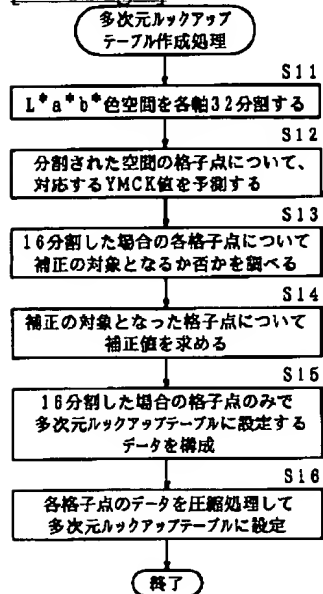 多次元ルックアップ
テーブル作成処理
S11
L*a*b*色空間を各軸32分割する
S12
分割された空間の格子点について、
対応するYMCK値を予測する
S13
16分割した場合の各格子点について
補正の対象となるか否かを調べる
S14
補正の対象となった格子点について
補正値を求める
S15
16分割した場合の格子点のみで
多次元ルックアップテーブルに設定する
データを構成
S16
各格子点のデータを圧縮処理して
多次元ルックアップテーブルに設定
終了